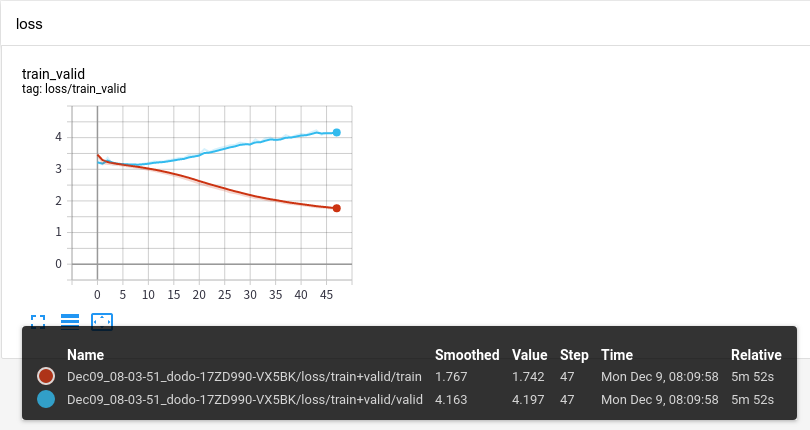 loss
train_valid
tag: loss/train_valid
4
3
2
1
0
0 5 10 15 20 25 30 35 40 45
Name Smoothed Value Step Time Relative
Dec09_08-03-51_dodo-17ZD990-VX5BK/loss/train+valid/train 1.767 1.742 47 Mon Dec 9, 08:09:58 5m 52s
Dec09_08-03-51_dodo-17ZD990-VX5BK/loss/train+valid/valid 4.163 4.197 47 Mon Dec 9, 08:09:58 5m 52s